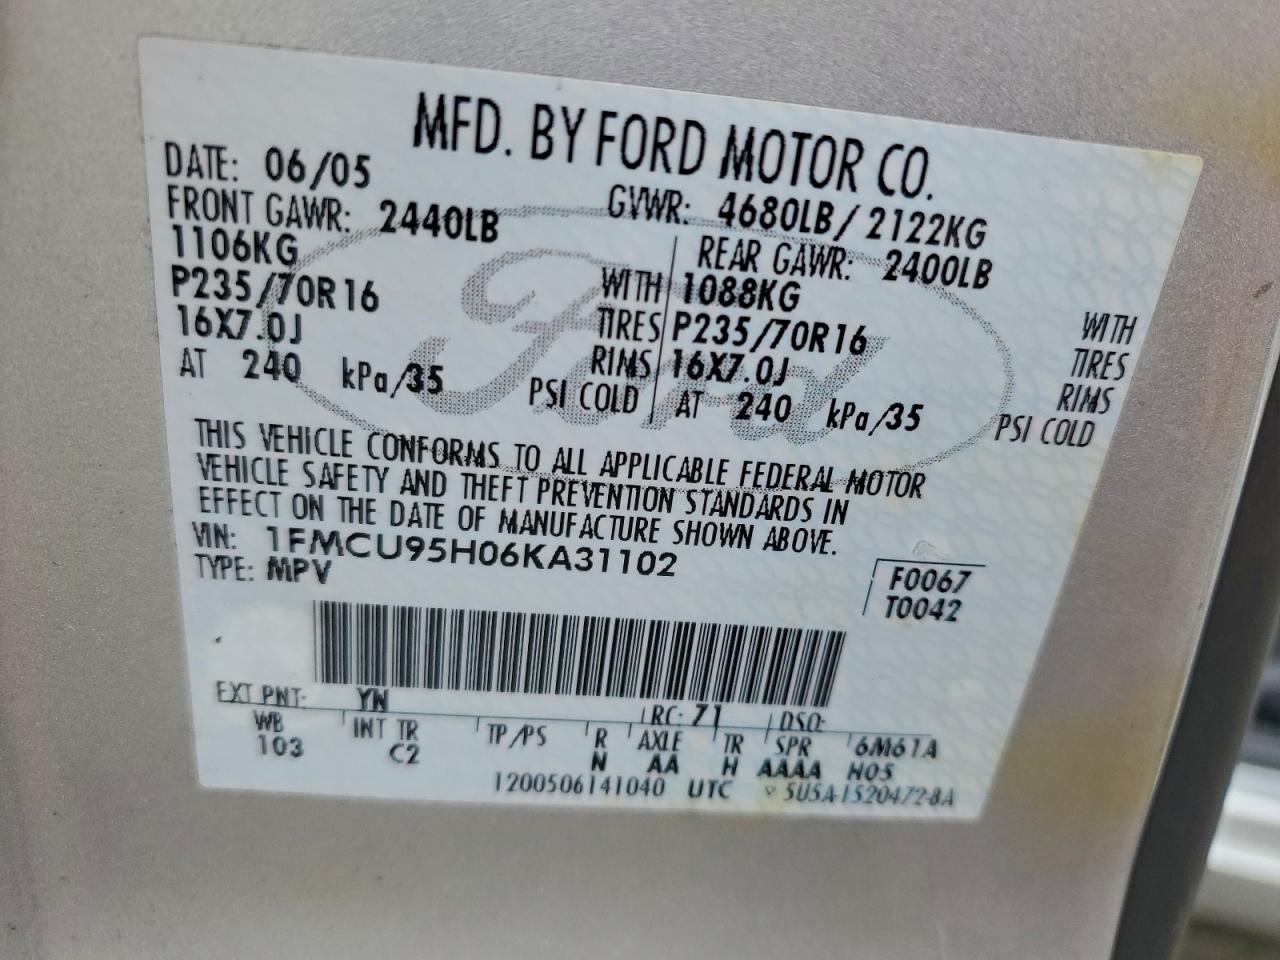 MFD. BY FORD MOTOR CO.
DATE: 06/05 GVWR: 4680LB / 2122KG
FRONT GAWR: 2440LB REAR GAWR: 2400LB
1106KG WITH 1088KG WITH
P235/70R16 TIRES P235/70R16 TIRES
16X7.0J RIMS 16X7.0J RIMS
AT 240 kPa/35 PSI COLD AT 240 kPa/35 PSI COLD
Ford
THIS VEHICLE CONFORMS TO ALL APPLICABLE FEDERAL MOTOR
VEHICLE SAFETY AND THEFT PREVENTION STANDARDS IN
EFFECT ON THE DATE OF MANUFACTURE SHOWN ABOVE.
VIN: 1FMCU95H06KA31102
TYPE: MPV
F0067
T0042
EXT PNT: YN RC: 71 DSO:
WB INT TR TP/PS R AXLE TR SPR 6M61A
103 C2 N AA H AAAA H05
1200506141040 UTC ▽ 5U5A-1520472-BA